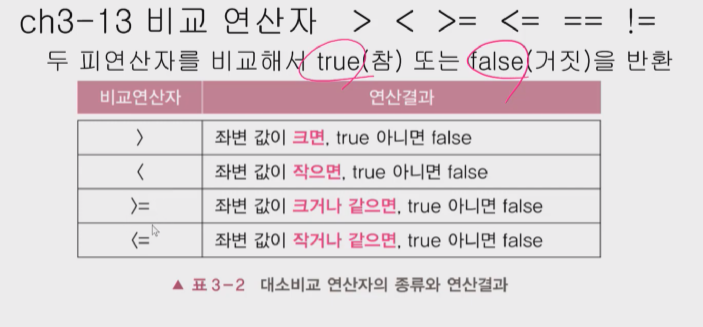 ch3-13 비교 연산자 > < >= <= == !=
두 피연산자를 비교해서 true(참) 또는 false(거짓)을 반환
비교연산자 연산결과
> 좌변 값이 크면, true 아니면 false
< 좌변 값이 작으면, true 아니면 false
>= 좌변 값이 크거나 같으면, true 아니면 false
<= 좌변 값이 작거나 같으면, true 아니면 false
▲ 표 3-2 대소비교 연산자의 종류와 연산결과